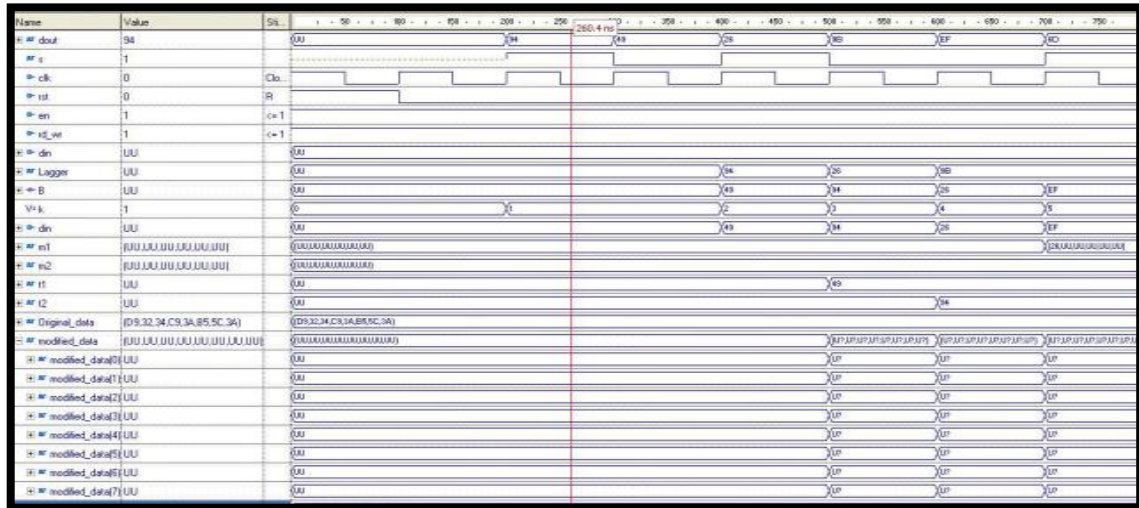 Name Value Sti... 50 100 150 200 250 350 400 450 500 550 600 650 700 750
260.4 ns
dout 94 UU 94 49 26 9B EF
s 1
clk 0 Clo...
rst 0 R
en 1 <= 1
rd_wr 1 <= 1
din UU UU
Lagger UU UU 94 26 9B
B UU UU 49 94 26 EF
V= k 1 0 1 2 3 4 5
din UU UU 49 94 26 EF
m1 (UU,UU,UU,UU,UU,UU) (UU,UU,UU,UU,UU,UU) (26,UU,UU,UU,UU,UU)
m2 (UU,UU,UU,UU,UU,UU) (UU,UU,UU,UU,UU,UU)
t1 UU UU 49
t2 UU UU 94
Original_data (D9,32,34,C9,3A,B5,5C,3A) (D9,32,34,C9,3A,B5,5C,3A)
modified_data (UU,UU,UU,UU,UU,UU,UU,UU) (UU,UU,UU,UU,UU,UU,UU,UU) (U?,U?,U?,U?,U?,U?,U?,U?) (U?,U?,U?,U?,U?,U?,U?,U?) (U?,U?,U?,U?,U?,U?,U?,U
modified_data[0] UU UU U? U? U?
modified_data[1] UU UU U? U? U?
modified_data[2] UU UU U? U? U?
modified_data[3] UU UU U? U? U?
modified_data[4] UU UU U? U? U?
modified_data[5] UU UU U? U? U?
modified_data[6] UU UU U? U? U?
modified_data[7] UU UU U? U? U?